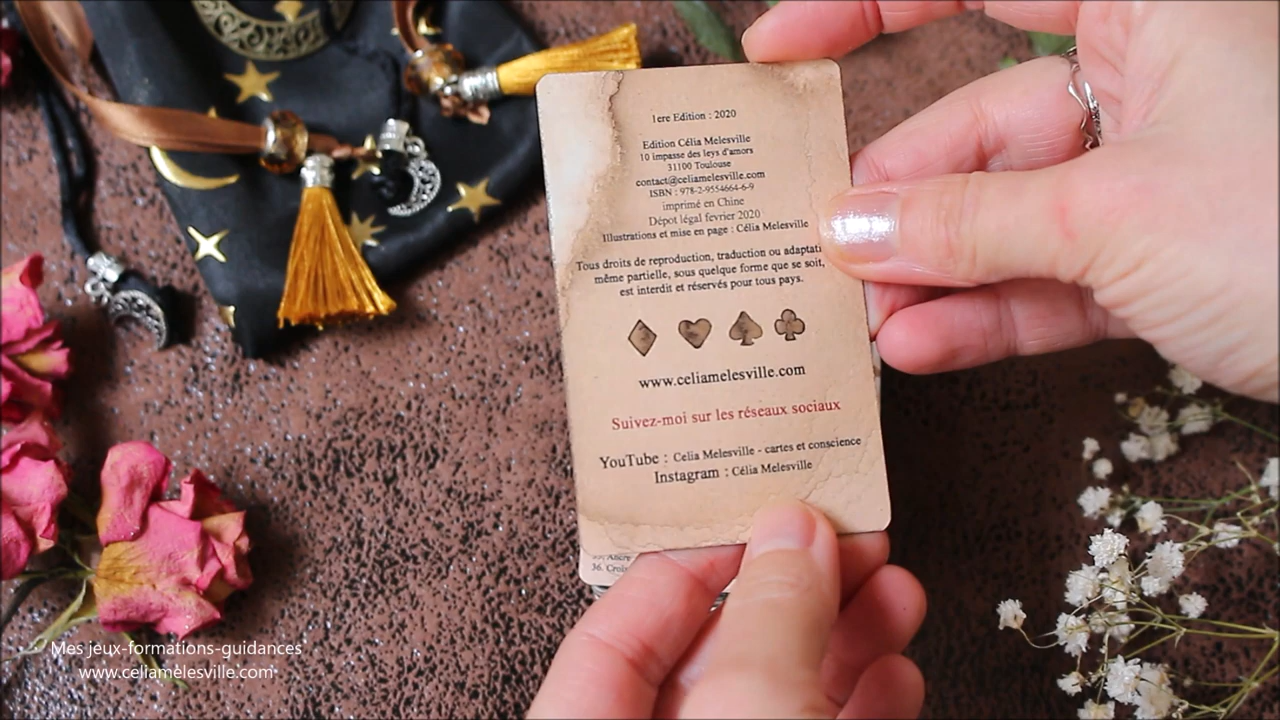 1ere Edition : 2020
Edition Célia Melesville
10 impasse des leys d'amors
31100 Toulouse
contact@celiamelesville.com
ISBN : 978-2-9554664-6-9
imprimé en Chine
Dépot légal fevrier 2020
Illustrations et mise en page : Célia Melesville
Tous droits de reproduction, traduction ou adaptati
même partielle, sous quelque forme que se soit,
est interdit et réservés pour tous pays.
www.celiamelesville.com
Suivez-moi sur les réseaux sociaux
YouTube : Celia Melesville - cartes et conscience
Instagram : Célia Melesville
36. Croix
Mes jeux-formations-guidances
www.celiamelesville.com